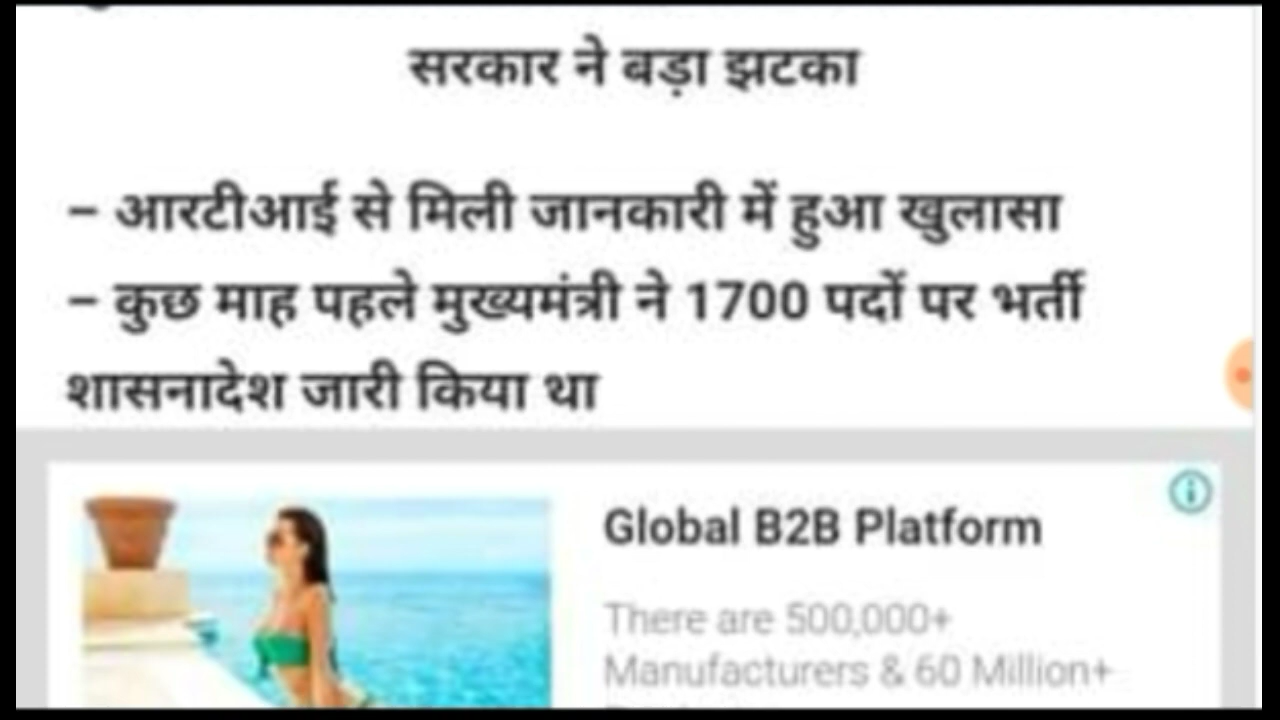 सरकार ने बड़ा झटका
– आरटीआई से मिली जानकारी में हुआ खुलासा
– कुछ माह पहले मुख्यमंत्री ने 1700 पदों पर भर्ती
शासनादेश जारी किया था
Global B2B Platform
There are 500,000+
Manufacturers & 60 Million+